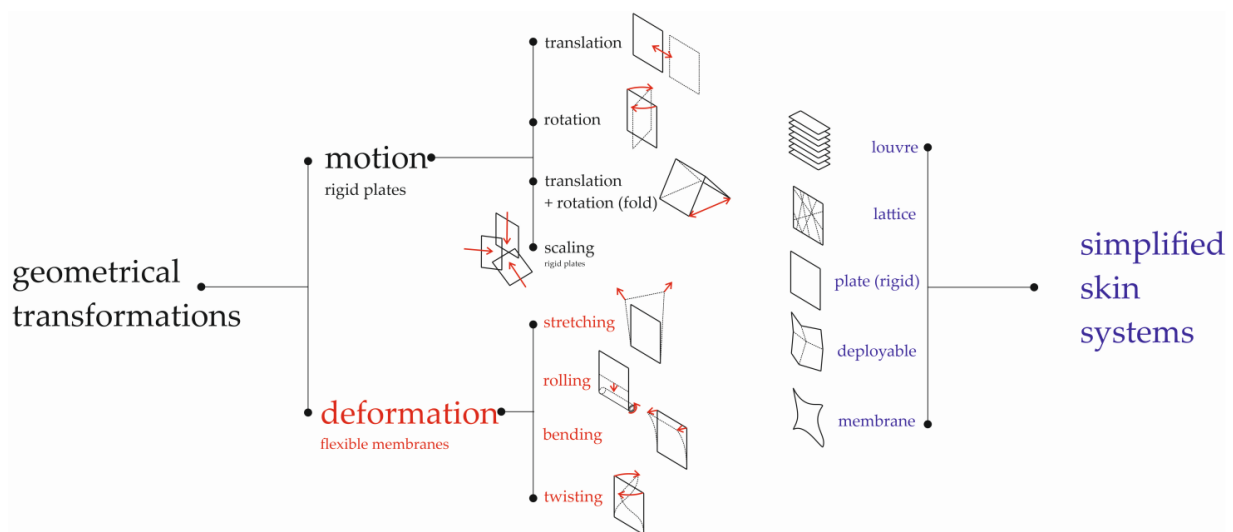 geometrical
transformations
motion
rigid plates
translation
rotation
translation
+ rotation (fold)
scaling
rigid plates
deformation
flexible membranes
stretching
rolling
bending
twisting
louvre
lattice
plate (rigid)
deployable
membrane
simplified
skin
systems